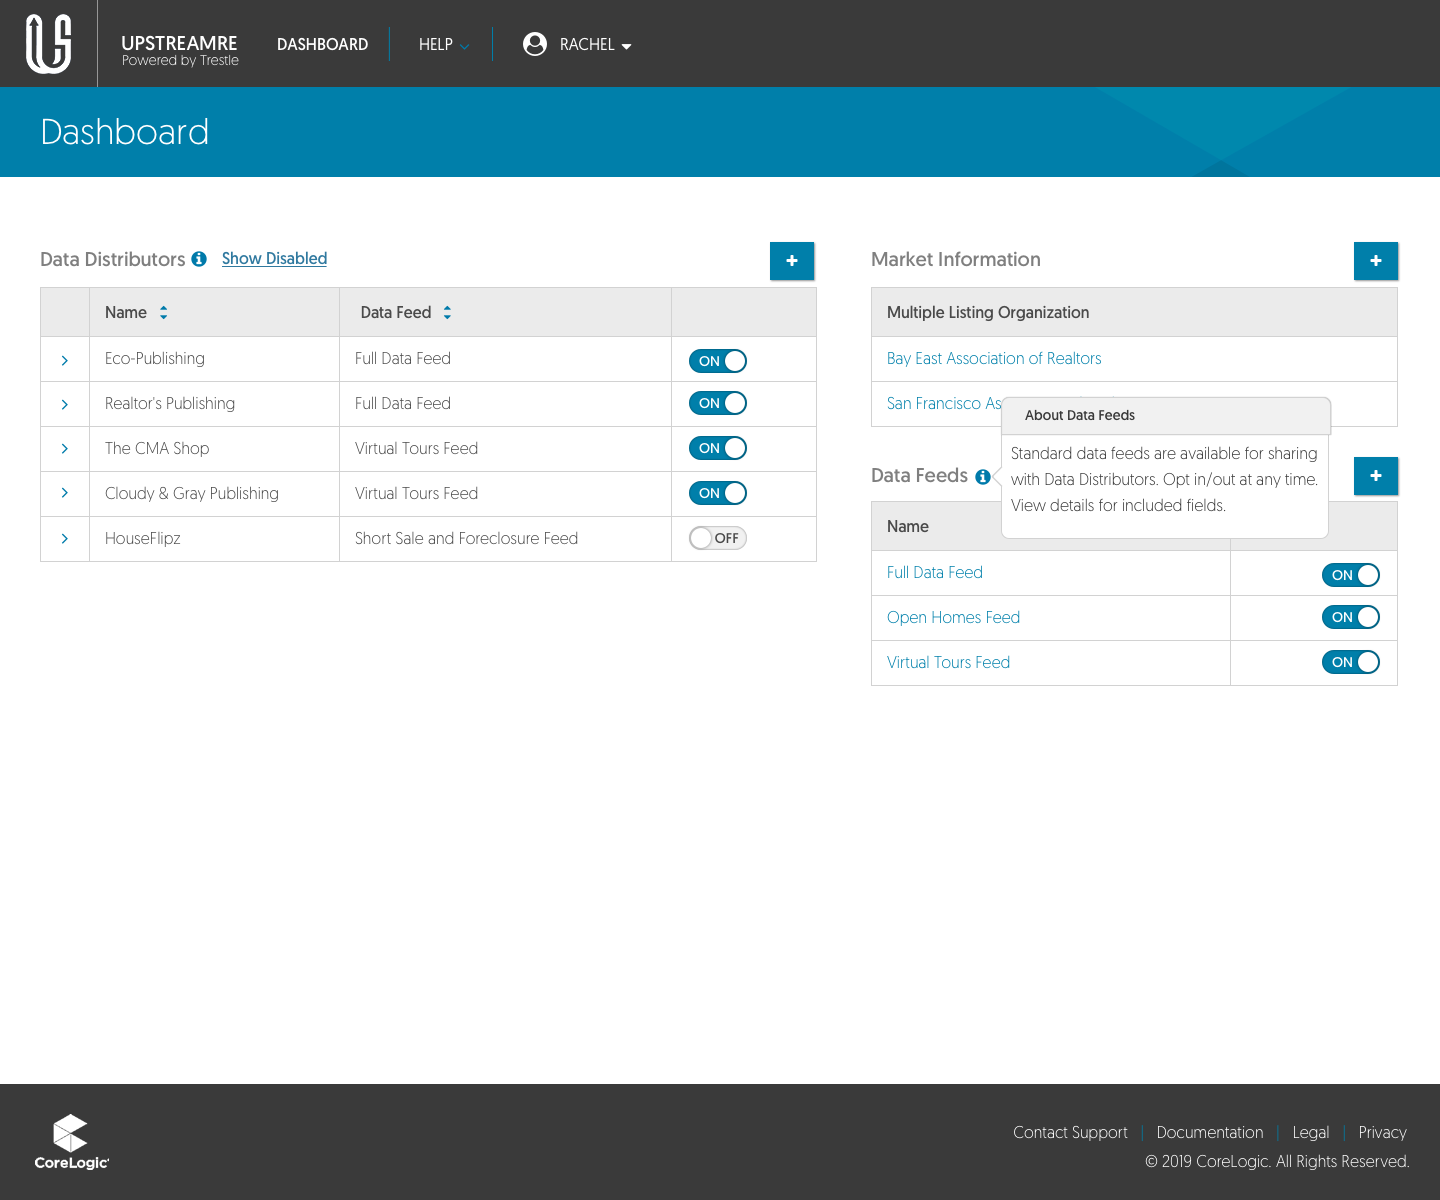 UPSTREAMRE
Powered by Trestle
DASHBOARD
HELP
RACHEL
Dashboard
Data Distributors Show Disabled
Name Data Feed
Eco-Publishing Full Data Feed ON
Realtor's Publishing Full Data Feed ON
The CMA Shop Virtual Tours Feed ON
Cloudy & Gray Publishing Virtual Tours Feed ON
HouseFlipz Short Sale and Foreclosure Feed OFF
Market Information
Multiple Listing Organization
Bay East Association of Realtors
San Francisco
About Data Feeds
Standard data feeds are available for sharing
with Data Distributors. Opt in/out at any time.
View details for included fields.
Data Feeds
Name
Full Data Feed ON
Open Homes Feed ON
Virtual Tours Feed ON
CoreLogic
Contact Support | Documentation | Legal | Privacy
© 2019 CoreLogic. All Rights Reserved.